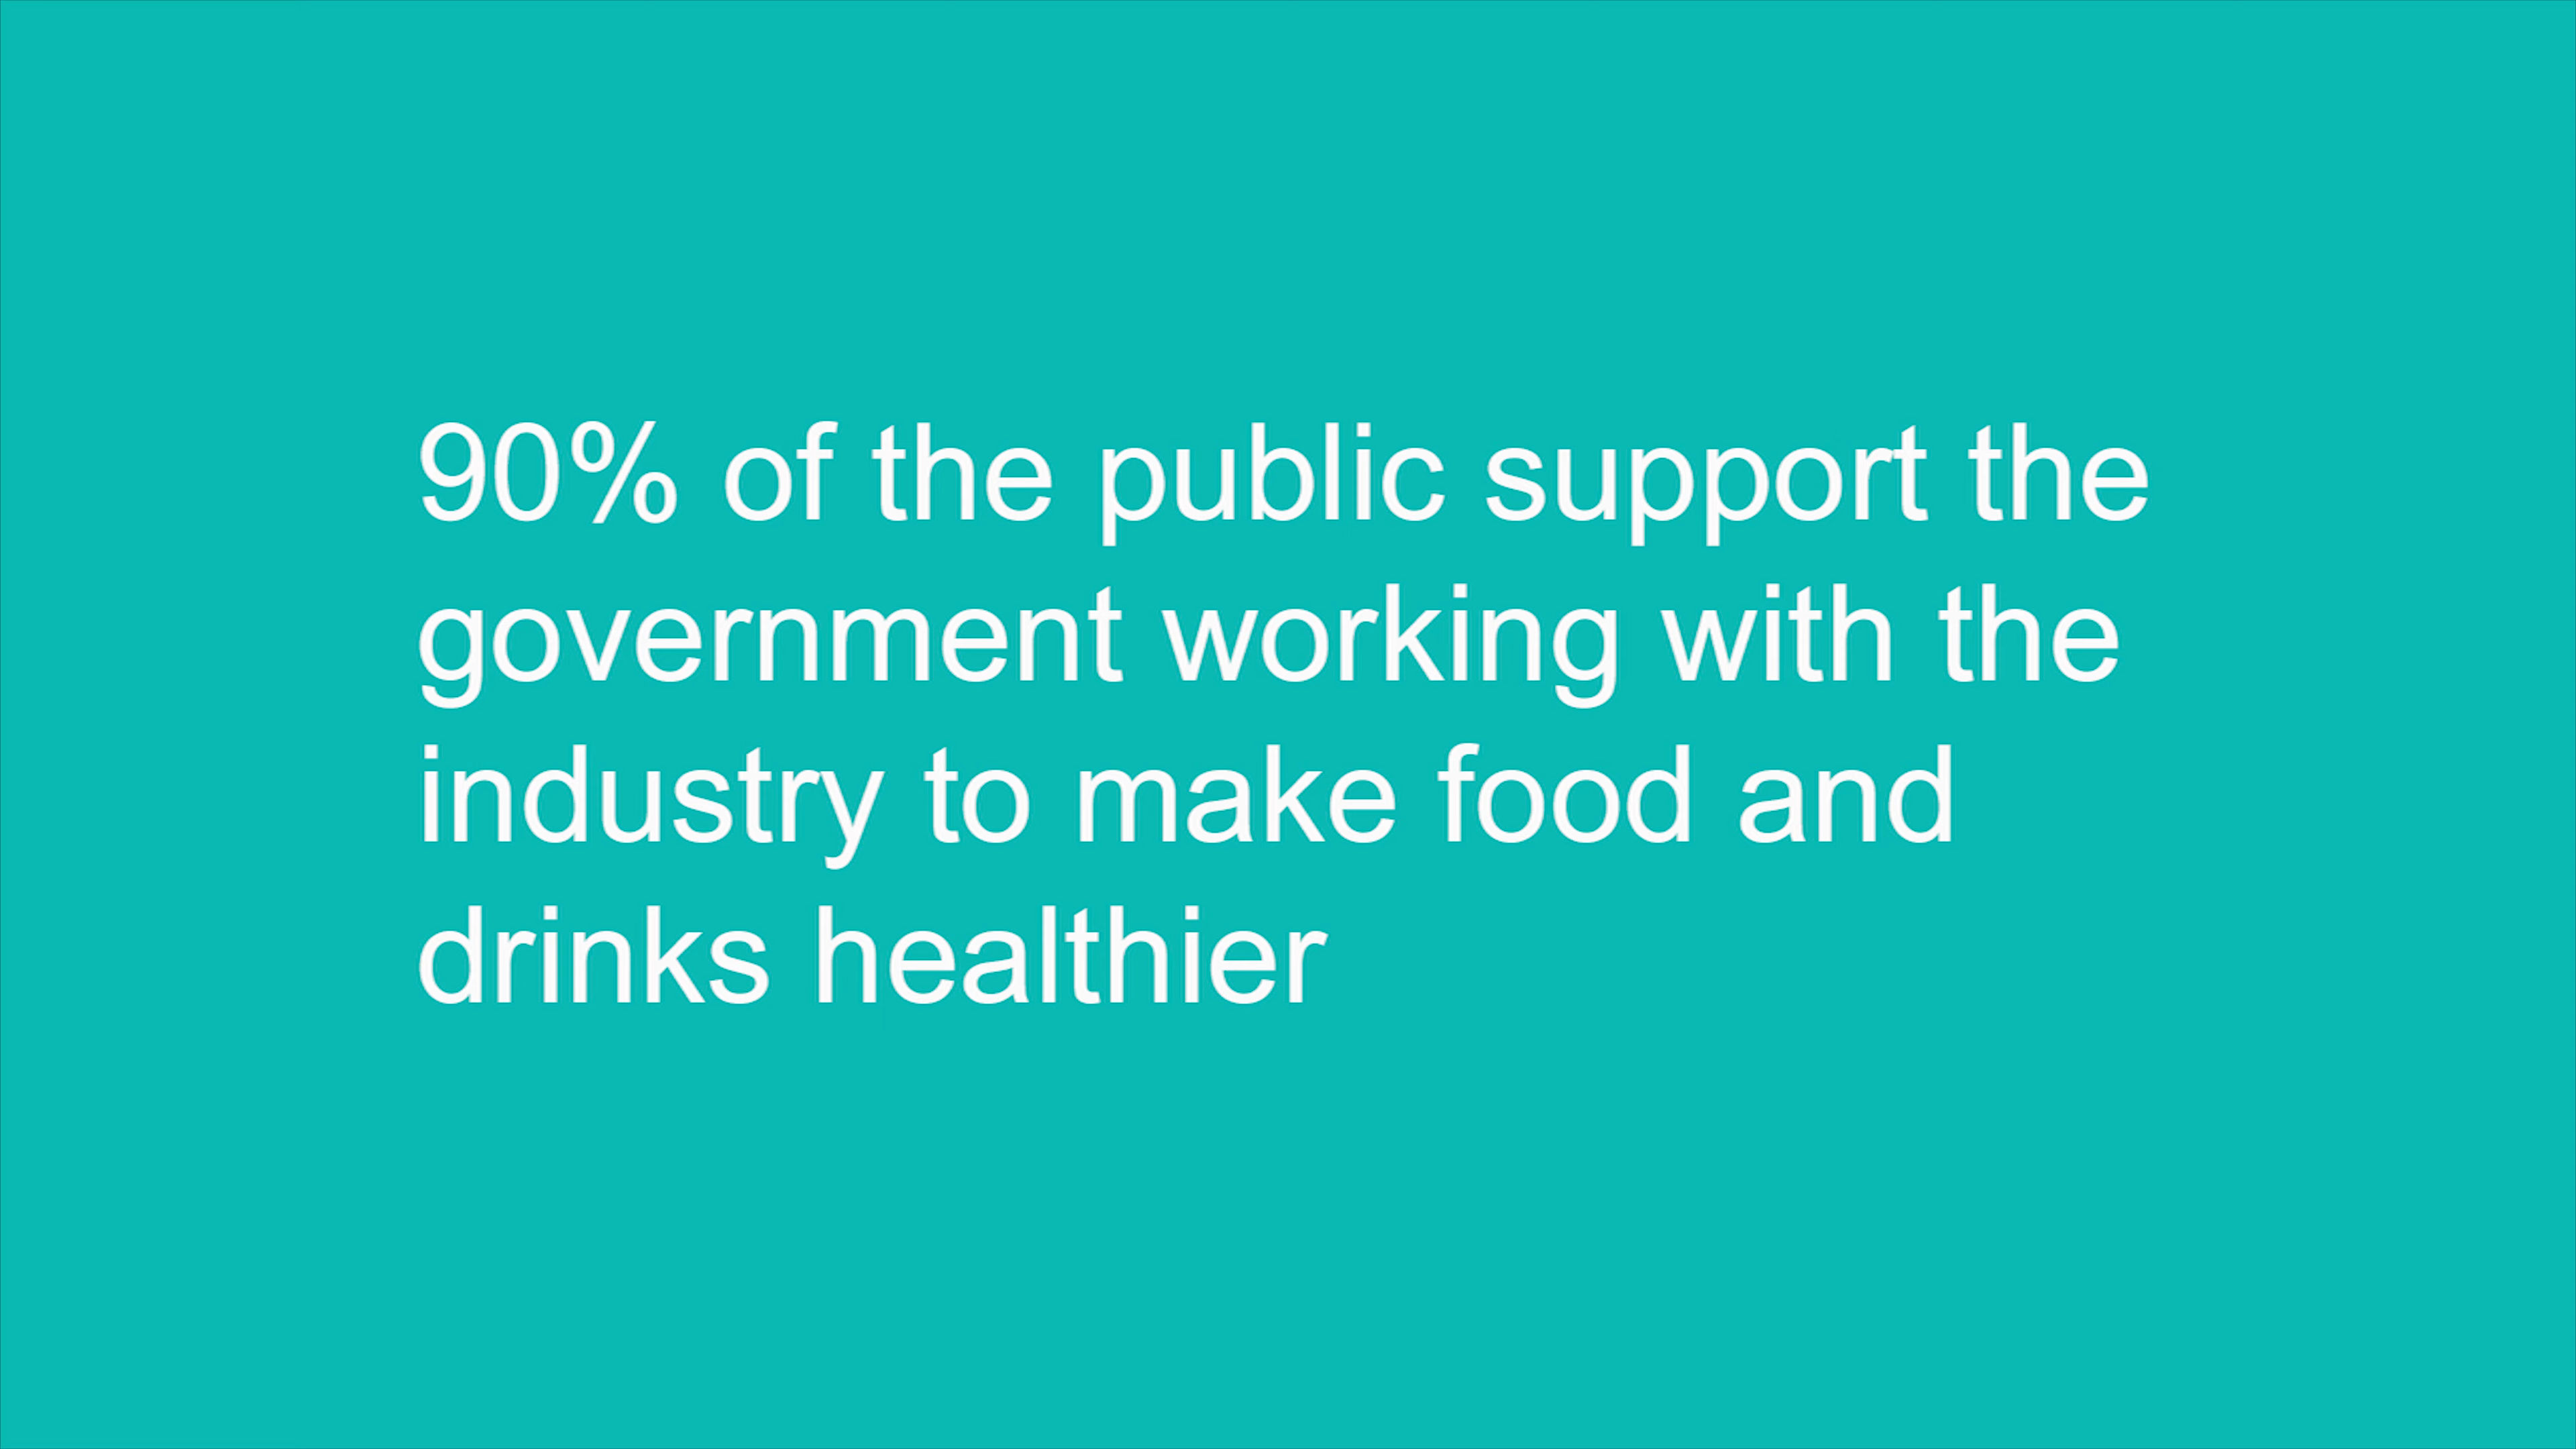 90% of the public support the
government working with the
industry to make food and
drinks healthier